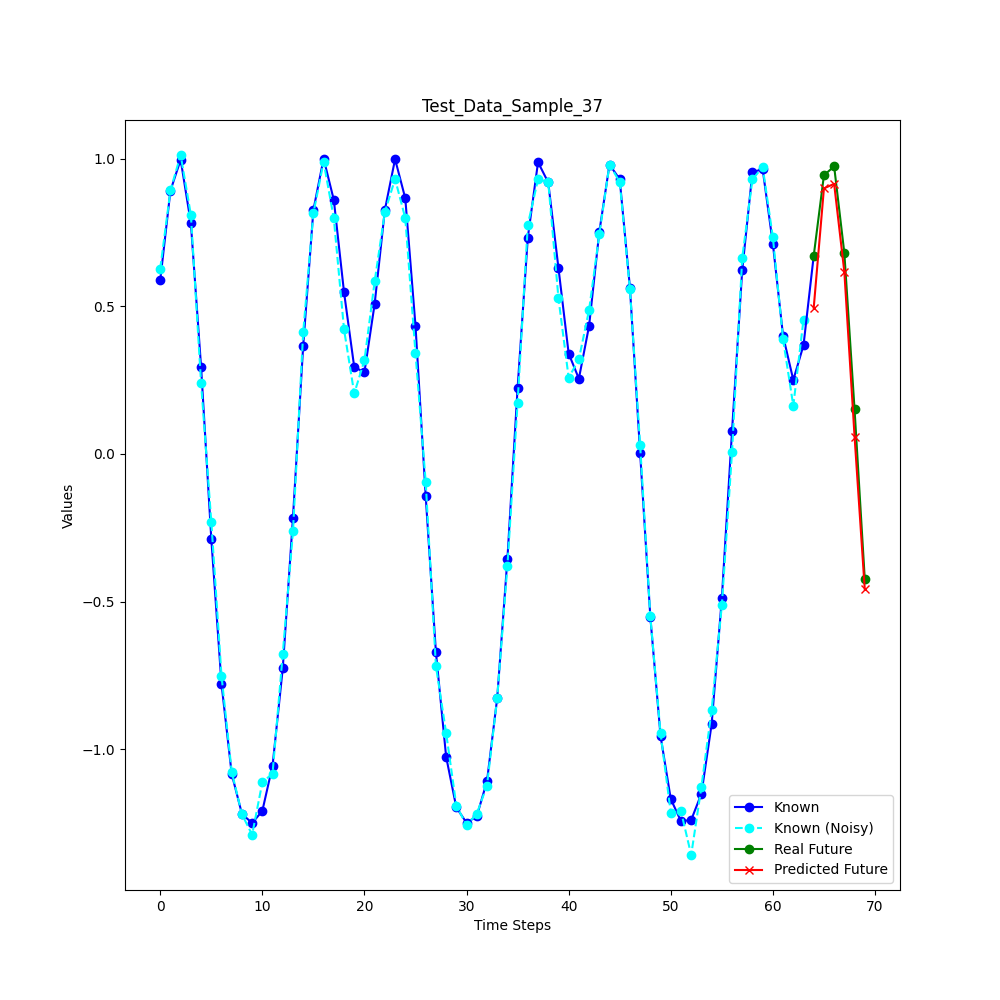 Test_Data_Sample_37
Values
1.0
0.5
0.0
−0.5
−1.0
0 10 20 30 40 50 60 70
Time Steps
Known
Known (Noisy)
Real Future
Predicted Future